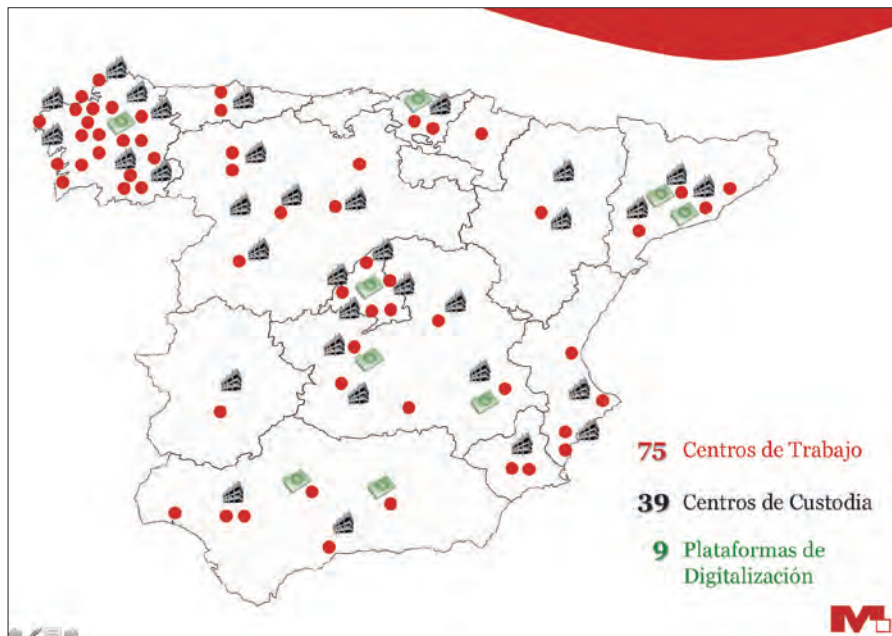 75 Centros de Trabajo
39 Centros de Custodia
9 Plataformas de
Digitalización
M